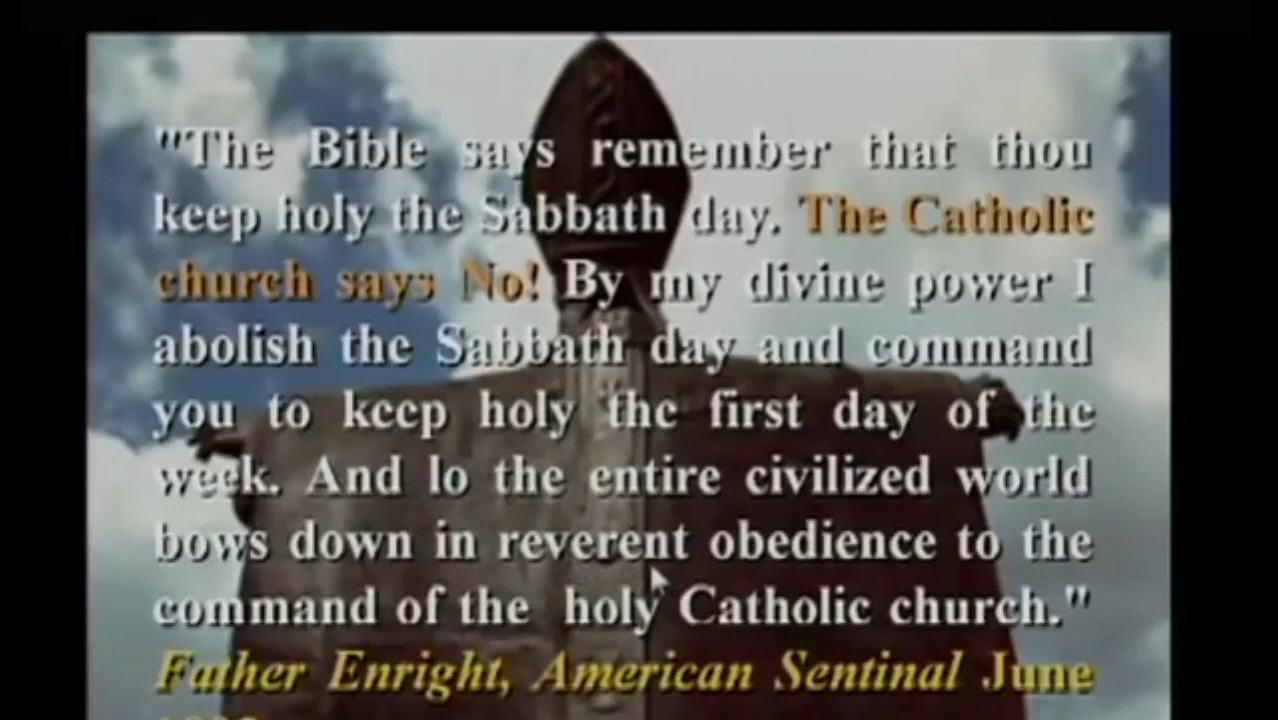 "The Bible says remember that thou
keep holy the Sabbath day. The Catholic
church says No! By my divine power I
abolish the Sabbath day and command
you to keep holy the first day of the
week. And lo the entire civilized world
bows down in reverent obedience to the
command of the holy Catholic church."
Father Enright, American Sentinal June